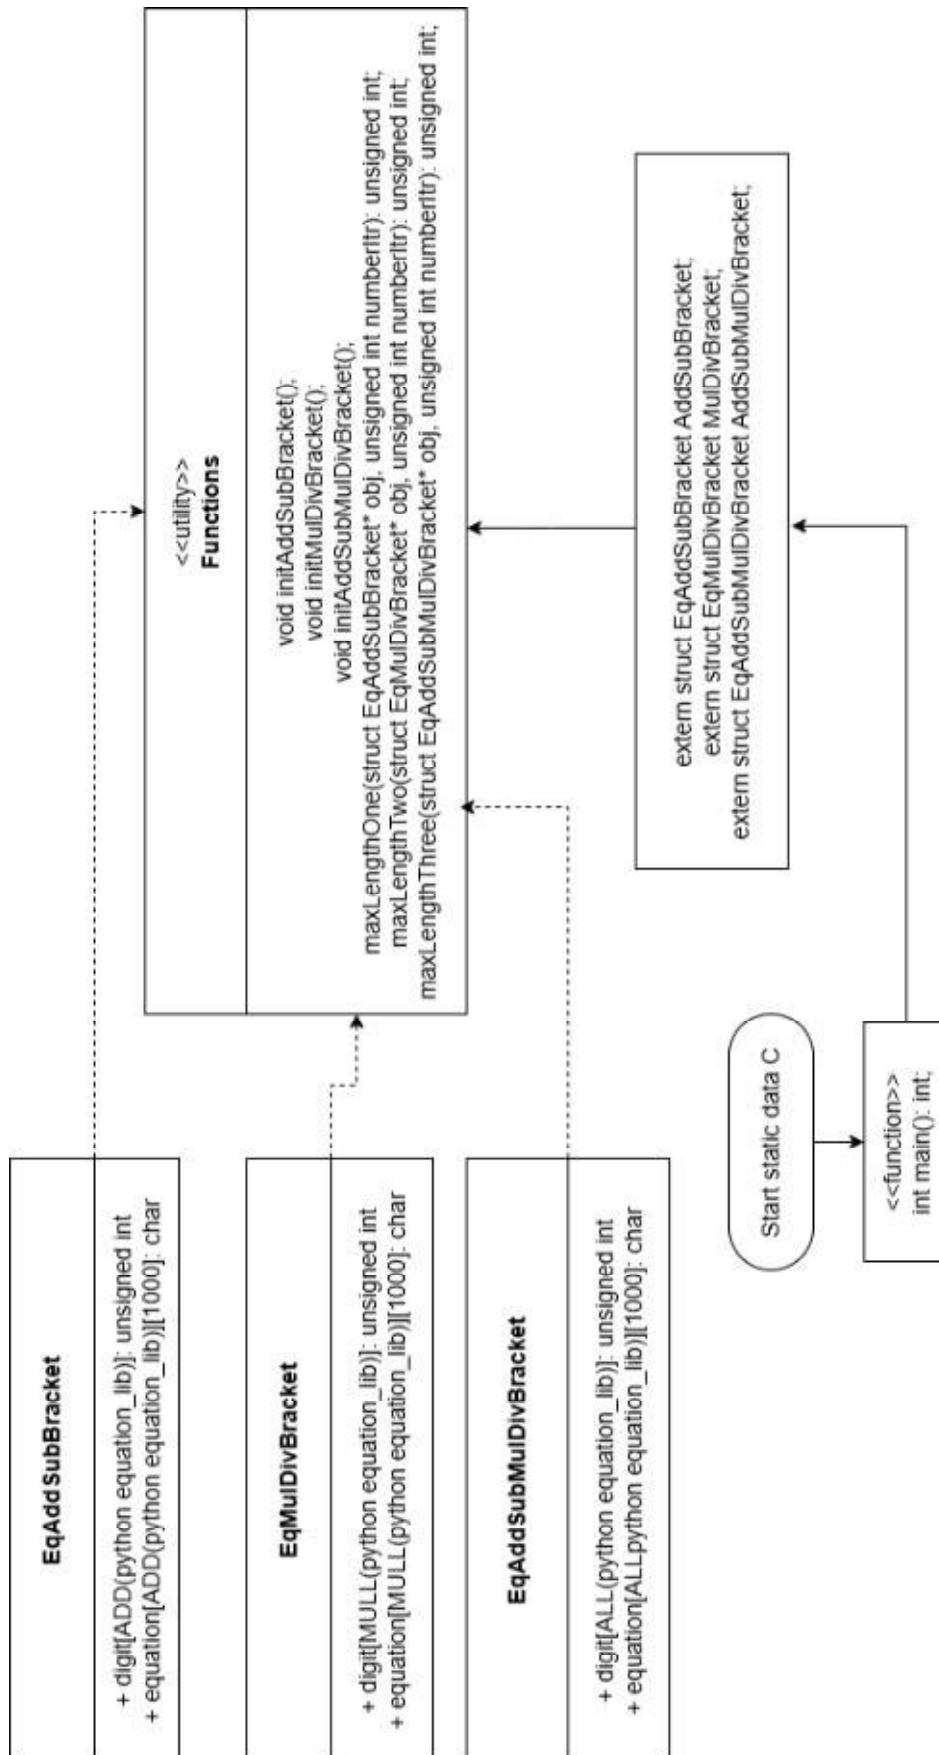 EqAddSubBracket
+ digit[ADD(python equation_lib)]: unsigned int
+ equation[ADD(python equation_lib)][1000]: char
EqMulDivBracket
+ digit[MULL(python equation_lib)]: unsigned int
+ equation[MULL(python equation_lib)][1000]: char
EqAddSubMulDivBracket
+ digit[ALL(python equation_lib)]: unsigned int
+ equation[ALLpython equation_lib)][1000]: char
<<utility>>
Functions
void initAddSubBracket();
void initMulDivBracket();
void initAddSubMulDivBracket();
maxLengthOne(struct EqAddSubBracket* obj, unsigned int numberItr): unsigned int;
maxLengthTwo(struct EqMulDivBracket* obj, unsigned int numberItr): unsigned int;
maxLengthThree(struct EqAddSubMulDivBracket* obj, unsigned int numberItr): unsigned int;
Start static data C
<<function>>
int main(): int;
extern struct EqAddSubBracket AddSubBracket;
extern struct EqMulDivBracket MulDivBracket;
extern struct EqAddSubMulDivBracket AddSubMulDivBracket;